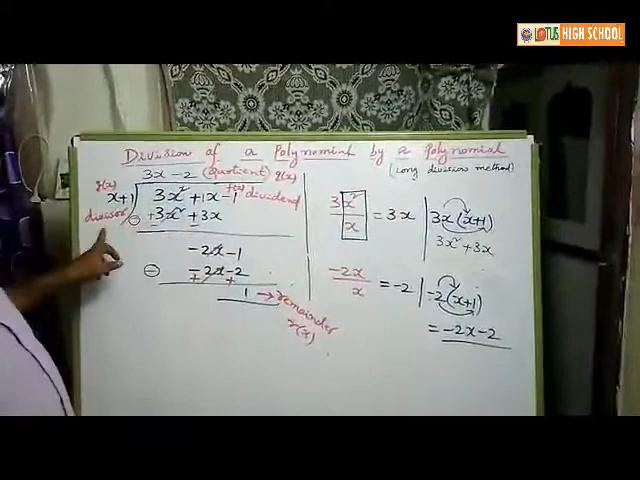 LOTUS HIGH SCHOOL
Division of a Polynomint by a Polynomial
(Long division method)
3x - 2 (Quotient) q(x)
g(x)
x+1 3x² + 1x - 1 f(x) dividend
divisor ⊖ +3x² + 3x
- -
-2x - 1
⊖ -2x - 2
+ +
1 → remainder
r(x)
3x²/x = 3x
3x(x+1)
3x² + 3x
-2x/x = -2
-2(x+1)
= -2x - 2